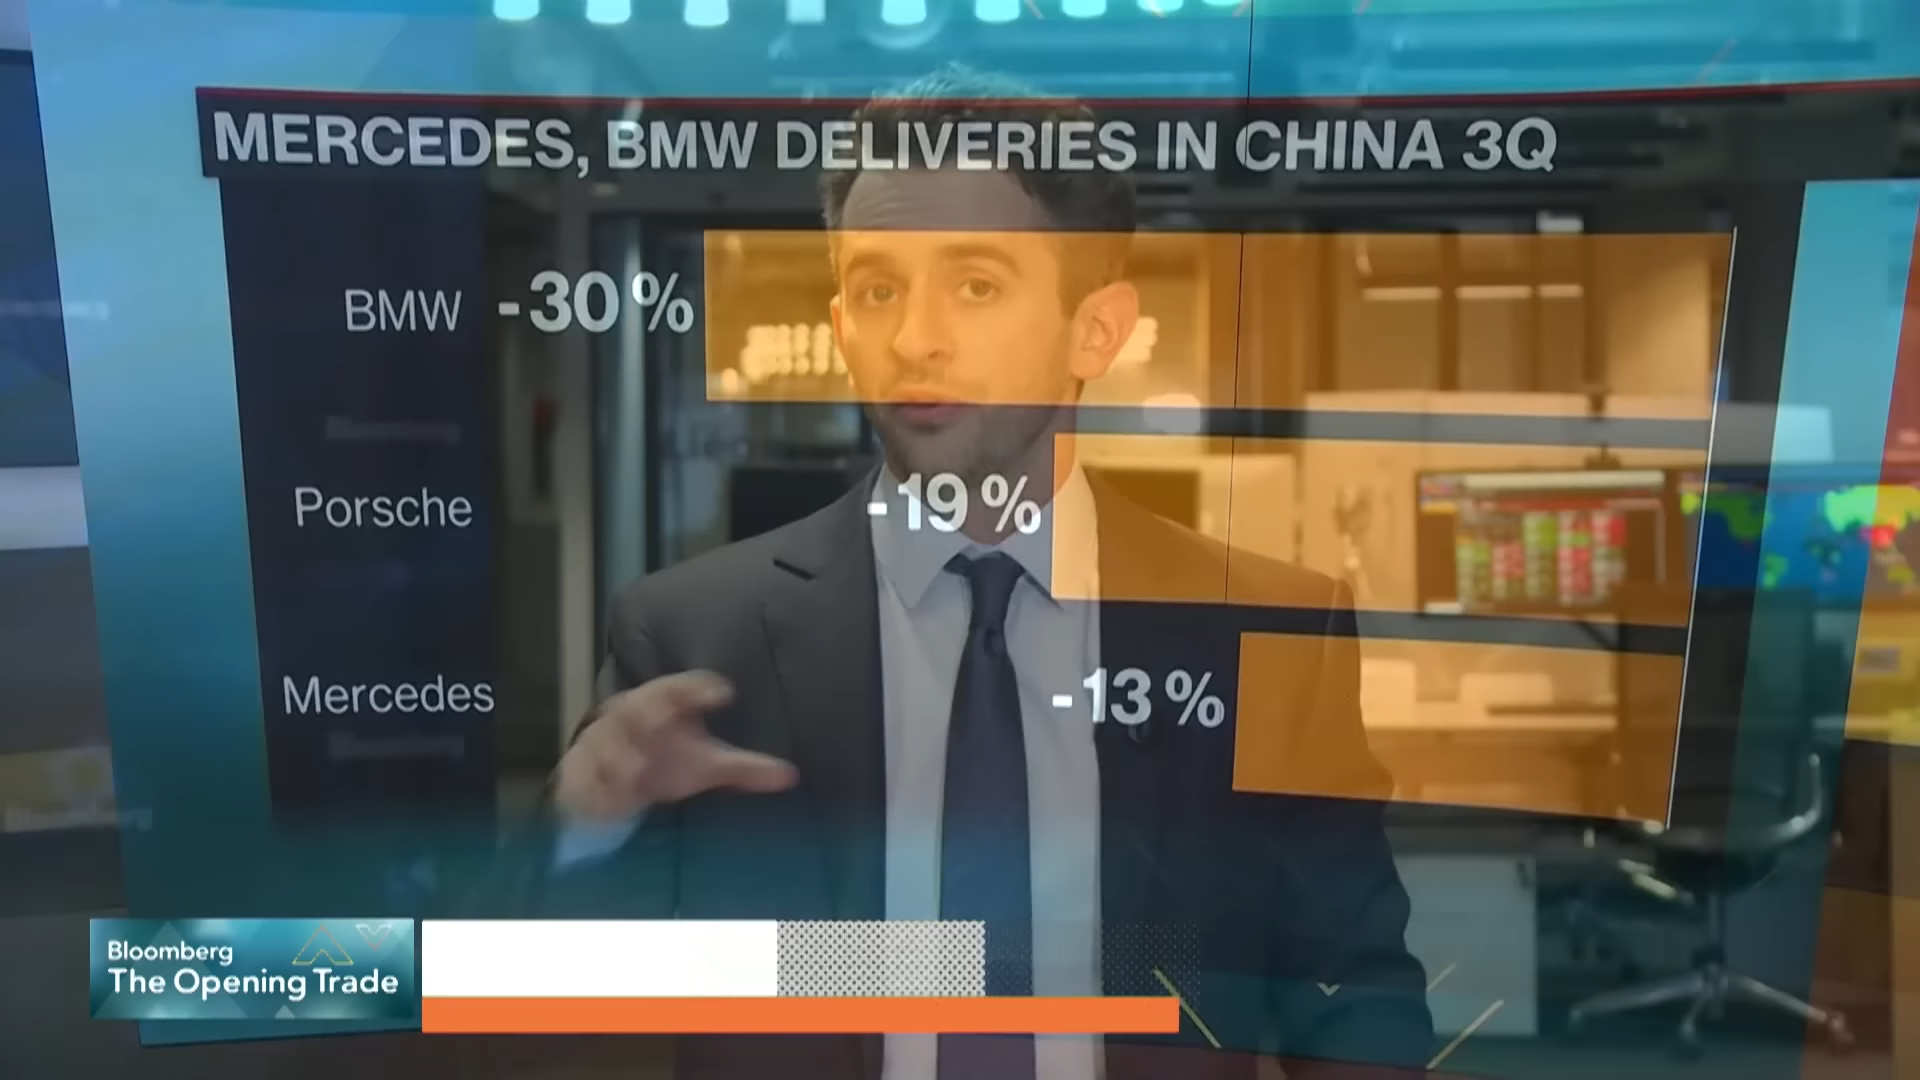 MERCEDES, BMW DELIVERIES IN CHINA 3Q
BMW -30%
Porsche -19%
Mercedes -13%
Bloomberg
The Opening Trade